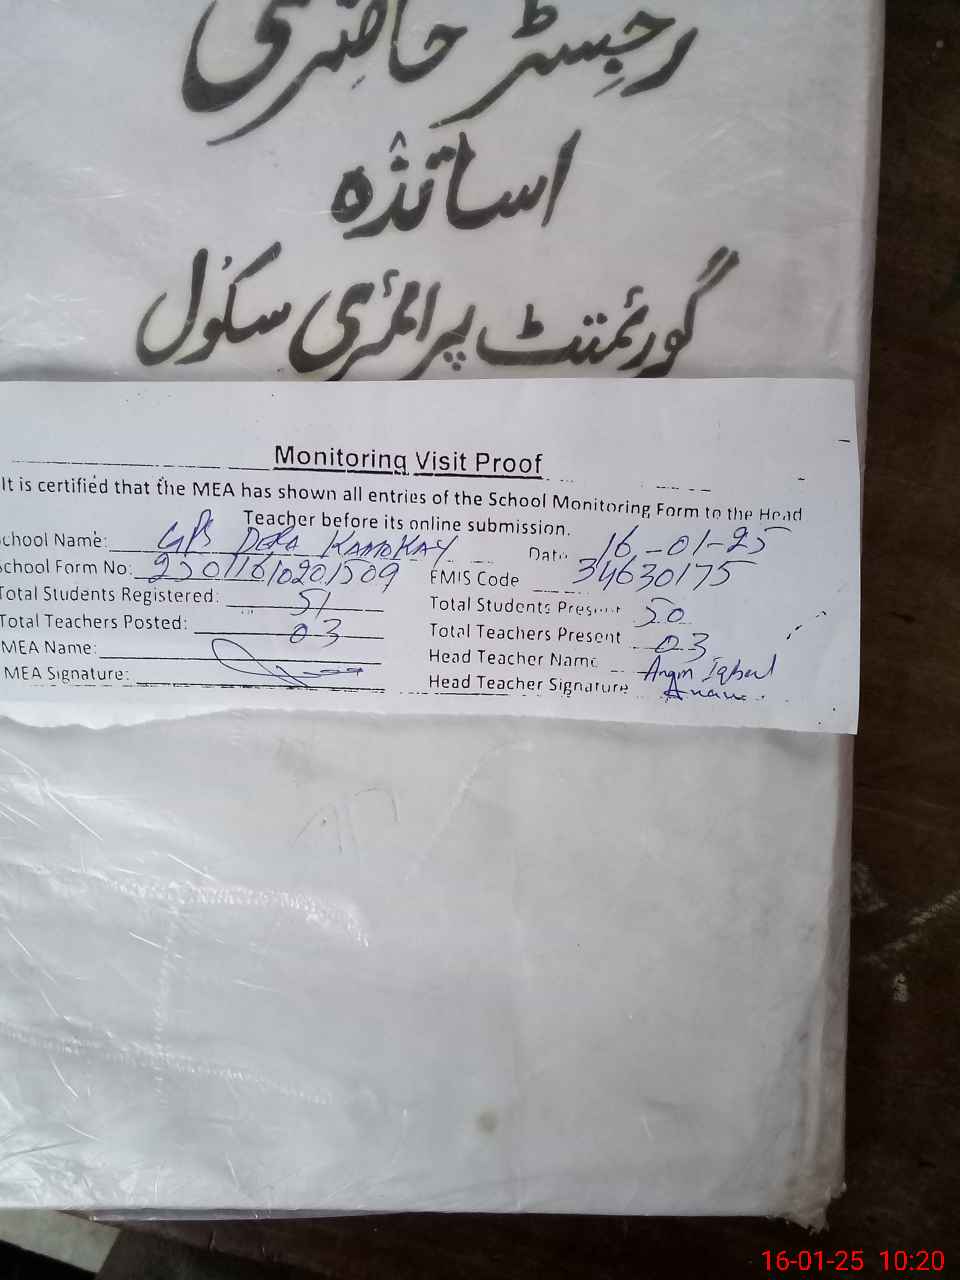 رجسٹر حاضری
اساتذہ
گورنمنٹ پرائمری سکول
Monitoring Visit Proof
It is certified that the MEA has shown all entries of the School Monitoring Form to the Head
Teacher before its online submission.
School Name: GPS DERA KAMOKAY Date 16-01-25
School Form No: EMIS Code 34630175
Total Students Registered: 51 Total Students Present 50
Total Teachers Posted: 03 Total Teachers Present 03
MEA Name: Head Teacher Name Iqbal
MEA Signature: Head Teacher Signature
16-01-25 10:20